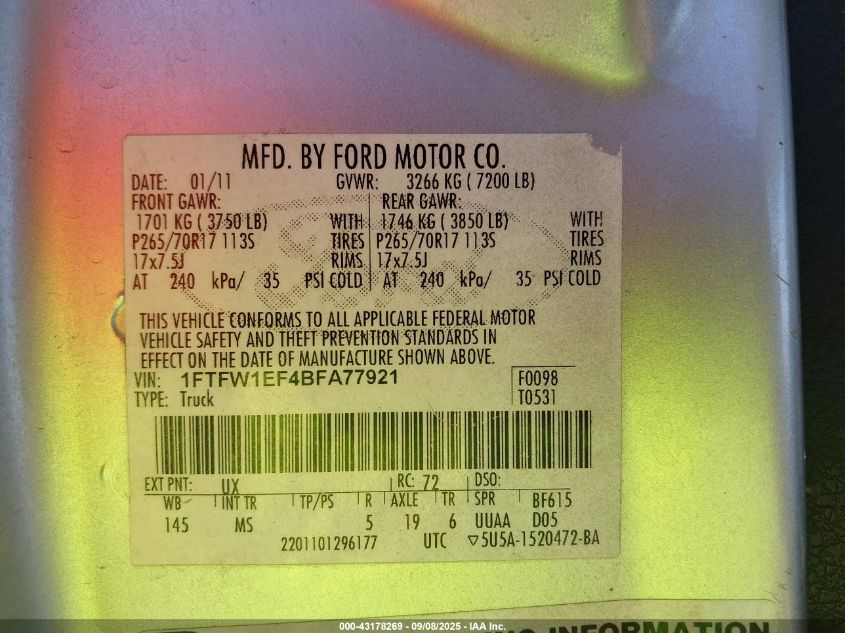 MFD. BY FORD MOTOR CO.
DATE: 01/11 GVWR: 3266 KG ( 7200 LB)
FRONT GAWR: REAR GAWR:
1701 KG ( 3750 LB) WITH 1746 KG ( 3850 LB) WITH
P265/70R17 113S TIRES P265/70R17 113S TIRES
17x7.5J RIMS 17x7.5J RIMS
AT 240 kPa/ 35 PSI COLD AT 240 kPa/ 35 PSI COLD
THIS VEHICLE CONFORMS TO ALL APPLICABLE FEDERAL MOTOR
VEHICLE SAFETY AND THEFT PREVENTION STANDARDS IN
EFFECT ON THE DATE OF MANUFACTURE SHOWN ABOVE.
VIN: 1FTFW1EF4BFA77921 F0098
TYPE: Truck T0531
EXT PNT: UX RC: 72 DSO:
WB INT TR TP/PS R AXLE TR SPR BF615
145 MS 5 19 6 UUAA D05
2201101296177 UTC ▽5U5A-1520472-BA
INFORMATION
000-43178269 - 09/08/2025 - IAA Inc.